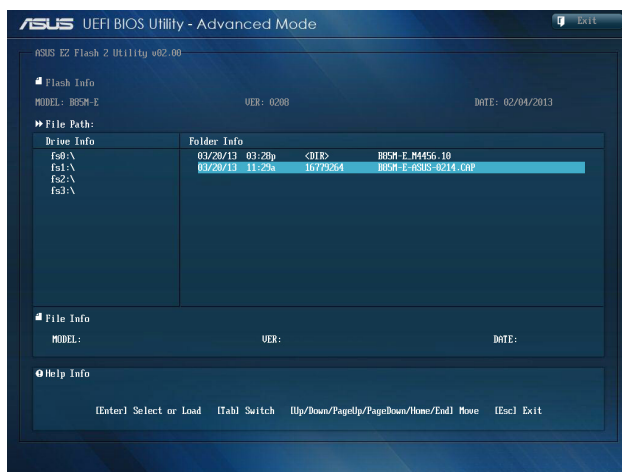 ASUS UEFI BIOS Utility - Advanced Mode Exit
ASUS EZ Flash 2 Utility v02.00
Flash Info
MODEL: B85M-E VER: 0208 DATE: 02/04/2013
File Path:
Drive Info Folder Info
fs0:\ 03/20/13 03:28p <DIR> B85M-E_M4456.10
fs1:\ 03/20/13 11:29a 16779264 B85M-E-ASUS-0214.CAP
fs2:\
fs3:\
File Info
MODEL: VER: DATE:
Help Info
[Enter] Select or Load [Tab] Switch [Up/Down/PageUp/PageDown/Home/End] Move [Esc] Exit